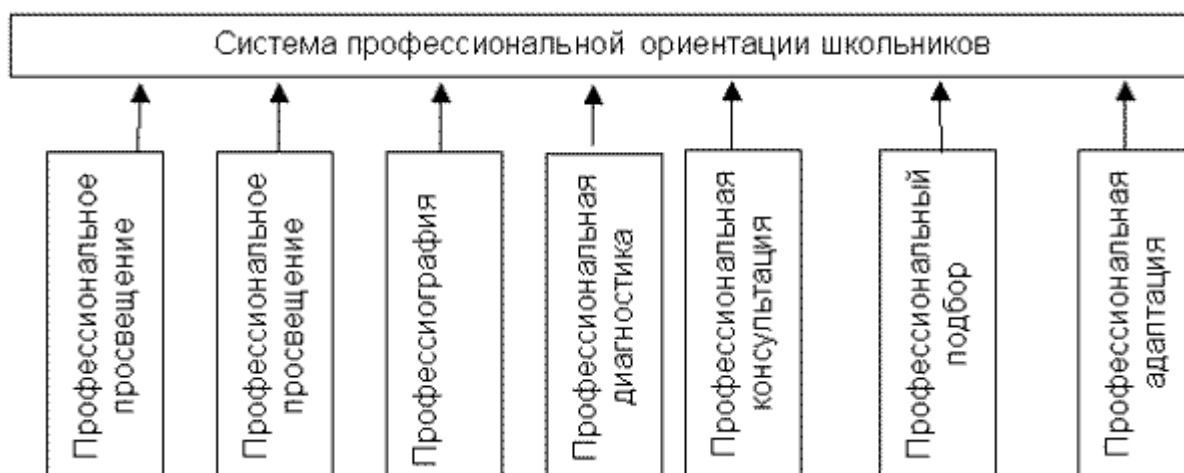 Система профессиональной ориентации школьников
Профессиональное
просвещение
Профессиональное
просвещение
Профессиография
Профессиональная
диагностика
Профессиональная
консультация
Профессиональный
подбор
Профессиональная
адаптация